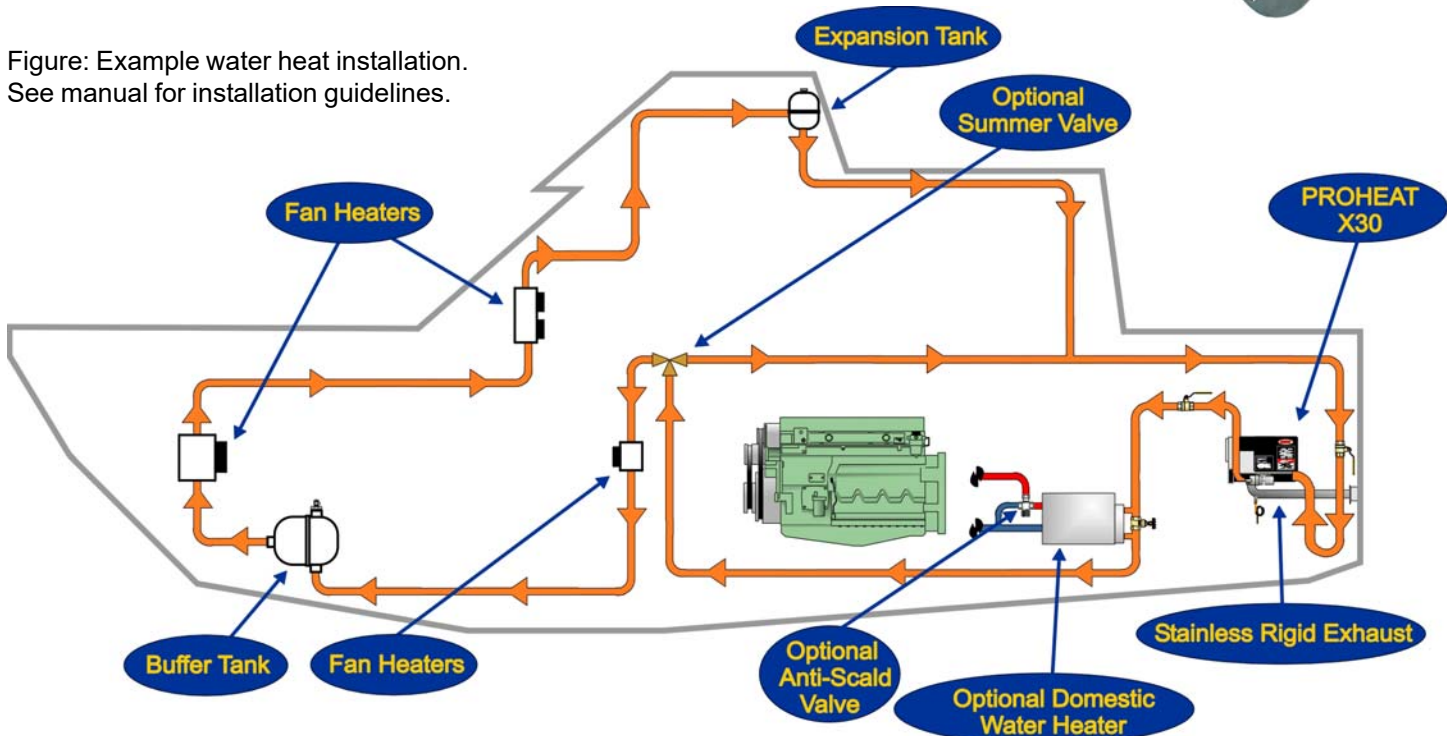 Figure: Example water heat installation.
See manual for installation guidelines.
Expansion Tank
Optional
Summer Valve
Fan Heaters
PROHEAT
X30
Buffer Tank
Fan Heaters
Optional
Anti-Scald
Valve
Optional Domestic
Water Heater
Stainless Rigid Exhaust